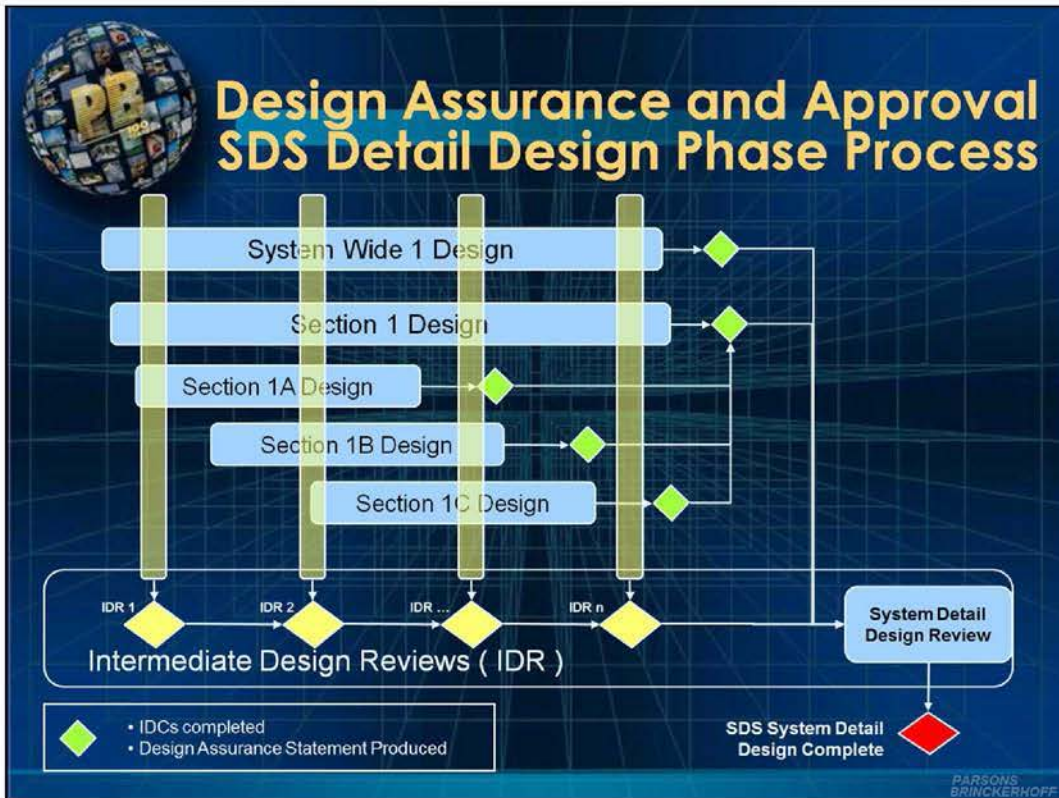 PB
100
Design Assurance and Approval
SDS Detail Design Phase Process
System Wide 1 Design
Section 1 Design
Section 1A Design
Section 1B Design
Section 1C Design
IDR 1
IDR 2
IDR ...
IDR n
System Detail
Design Review
Intermediate Design Reviews ( IDR )
• IDCs completed
• Design Assurance Statement Produced
SDS System Detail
Design Complete
PARSONS
BRINCKERHOFF